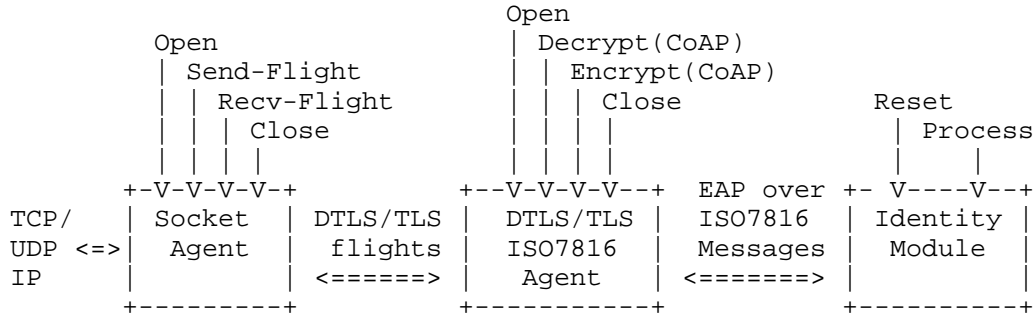 Open
Open Decrypt(CoAP)
Send-Flight Encrypt(CoAP)
Recv-Flight Close Reset
Close Process
+-V-V-V-V-+ +--V-V-V-V--+ EAP over +- V----V--+
TCP/ | Socket | DTLS/TLS | DTLS/TLS | ISO7816 | Identity |
UDP <=>| Agent | flights | ISO7816 | Messages | Module |
IP | | <======> | Agent | <=======> | |
+---------+ +-----------+ +----------+